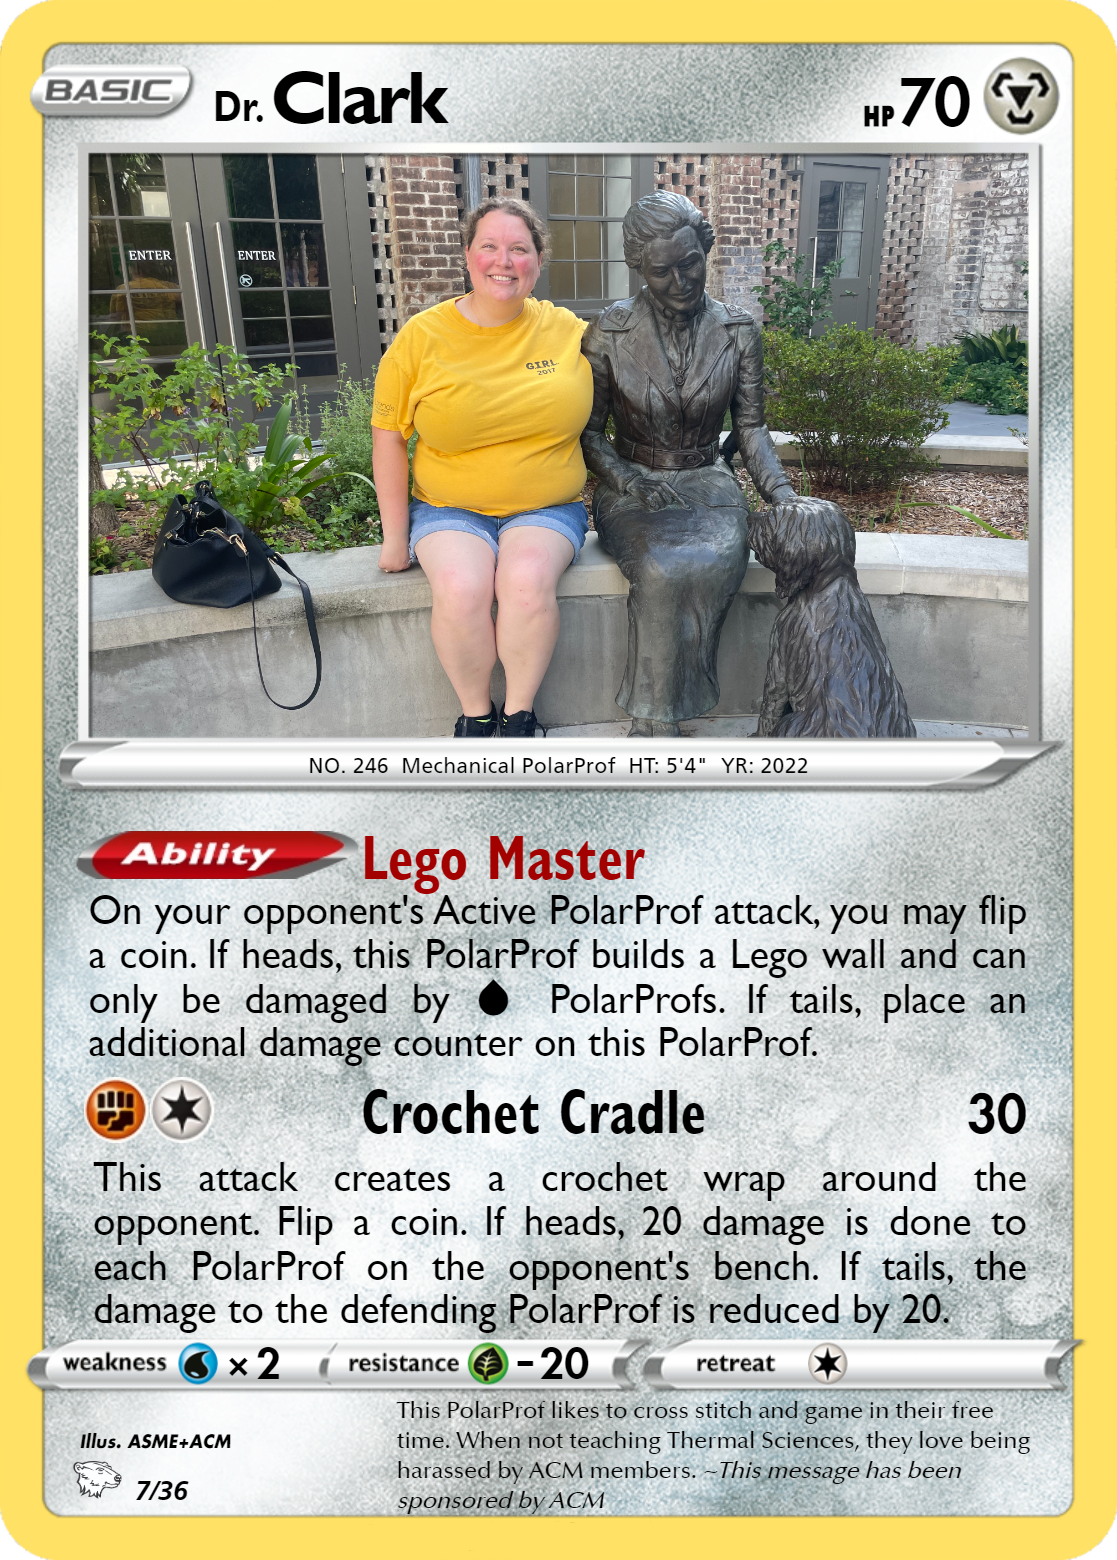 BASIC Dr. Clark HP 70
ENTER ENTER
G.I.R.L.
2017
NO. 246 Mechanical PolarProf HT: 5'4" YR: 2022
Ability Lego Master
On your opponent's Active PolarProf attack, you may flip
a coin. If heads, this PolarProf builds a Lego wall and can
only be damaged by PolarProfs. If tails, place an
additional damage counter on this PolarProf.
Crochet Cradle 30
This attack creates a crochet wrap around the
opponent. Flip a coin. If heads, 20 damage is done to
each PolarProf on the opponent's bench. If tails, the
damage to the defending PolarProf is reduced by 20.
weakness ×2 resistance -20 retreat
This PolarProf likes to cross stitch and game in their free
time. When not teaching Thermal Sciences, they love being
harassed by ACM members. ~This message has been
sponsored by ACM
Illus. ASME+ACM
7/36